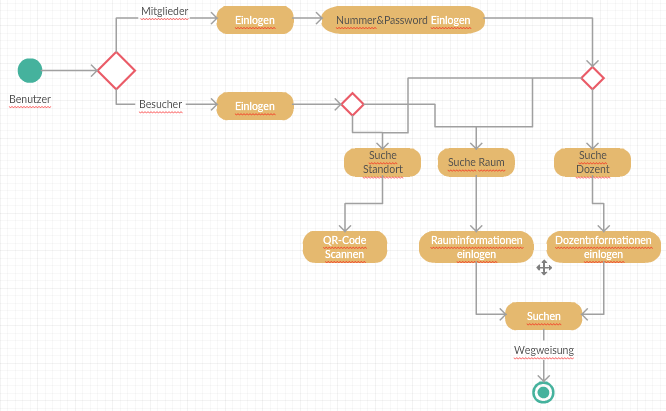 Mitglieder
Einlogen
Nummer&Password Einlogen
Benutzer
Besucher
Einlogen
Suche
Standort
Suche Raum
Suche
Dozent
QR-Code
Scannen
Rauminformationen
einlogen
Dozentinformationen
einlogen
Suchen
Wegweisung